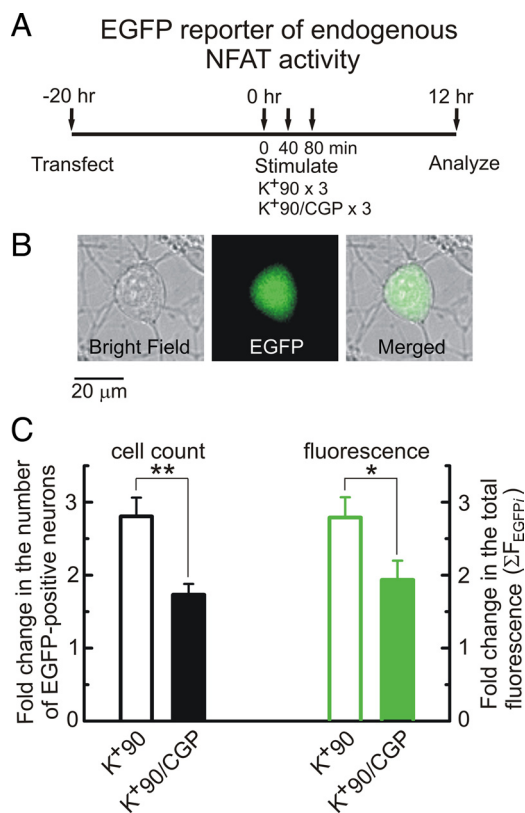 A
EGFP reporter of endogenous
NFAT activity
-20 hr
0 hr
12 hr
0 40 80 min
Transfect
Stimulate
Analyze
K+90 x 3
K+90/CGP x 3
B
Bright Field
EGFP
Merged
20 μm
C
cell count
fluorescence
**
*
Fold change in the number
of EGFP-positive neurons
3
2
1
0
3
2
1
0
Fold change in the total
fluorescence (ΣFEGFPi)
K+90
K+90/CGP
K+90
K+90/CGP